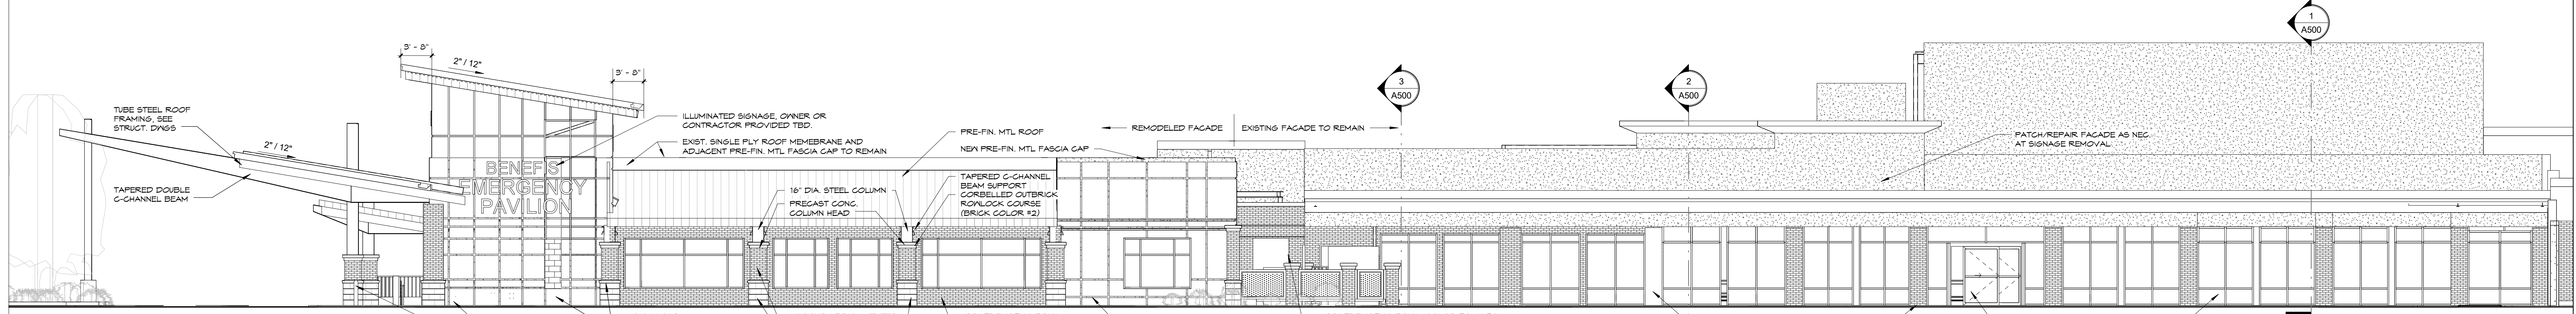 1
A500
3
A500
2
A500
3' - 8"
2" / 12"
3' - 8"
TUBE STEEL ROOF
FRAMING, SEE
STRUCT. DWGS
2" / 12"
TAPERED DOUBLE
C-CHANNEL BEAM
BENEFIS
EMERGENCY
PAVILION
ILLUMINATED SIGNAGE, OWNER OR
CONTRACTOR PROVIDED TBD.
EXIST. SINGLE PLY ROOF MEMEBRANE AND
ADJACENT PRE-FIN. MTL FASCIA CAP TO REMAIN
16" DIA. STEEL COLUMN
PRECAST CONC.
COLUMN HEAD
PRE-FIN. MTL ROOF
NEW PRE-FIN. MTL FASCIA CAP
TAPERED C-CHANNEL
BEAM SUPPORT
CORBELLED OUTBRICK
ROWLOCK COURSE
(BRICK COLOR #2)
REMODELED FACADE
EXISTING FACADE TO REMAIN
PATCH/REPAIR FACADE AS NEC.
AT SIGNAGE REMOVAL